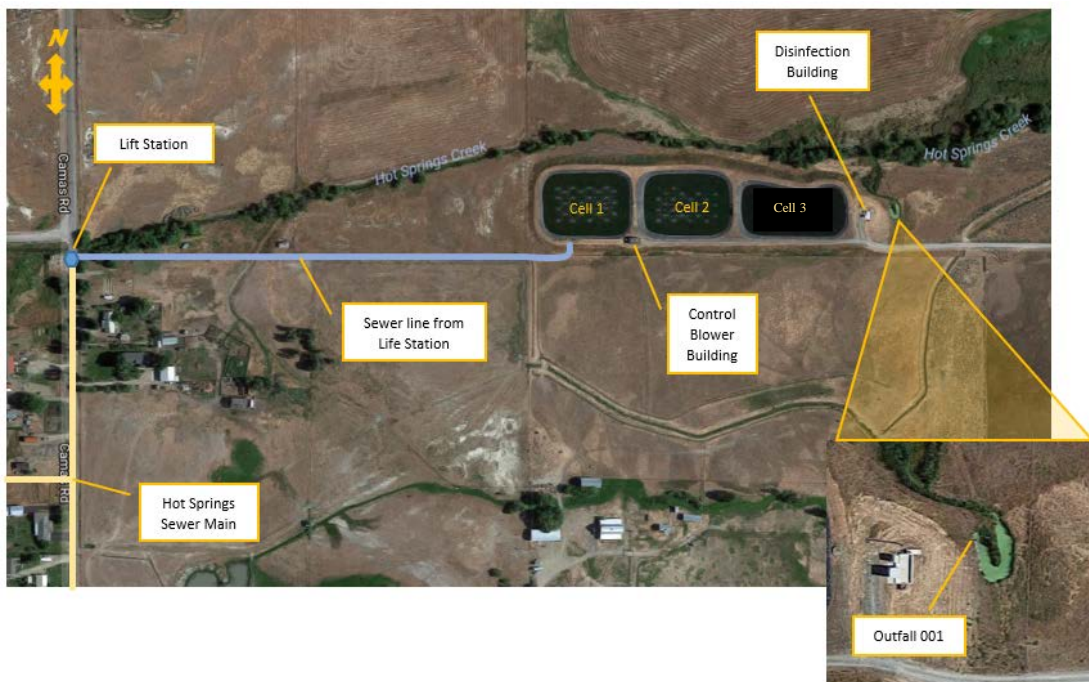 N
Disinfection
Building
Lift Station
Camas Rd
Hot Springs Creek
Hot Springs Creek
Cell 1
Cell 2
Cell 3
Sewer line from
Life Station
Control
Blower
Building
Camas Rd
Hot Springs
Sewer Main
Outfall 001